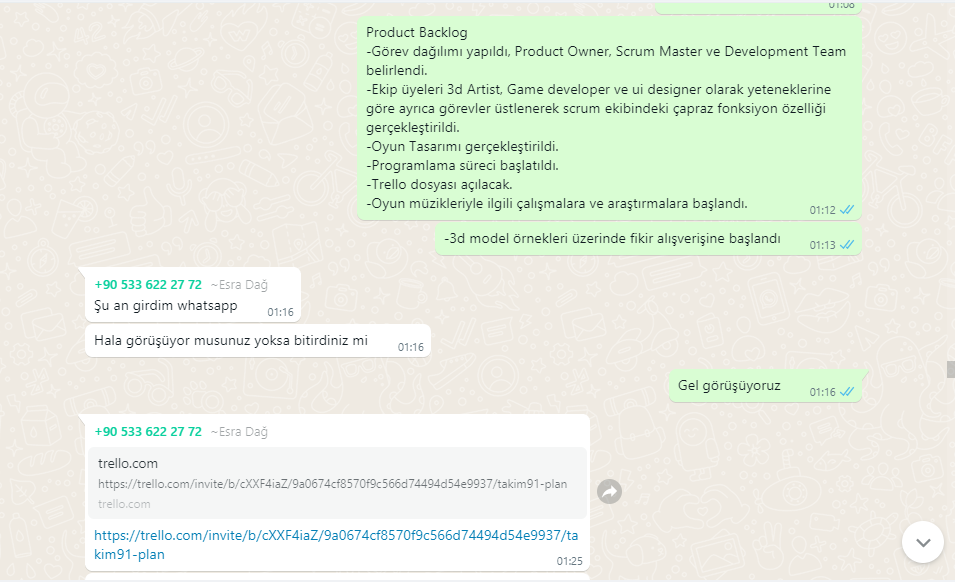 01:08
Product Backlog
-Görev dağılımı yapıldı, Product Owner, Scrum Master ve Development Team
belirlendi.
-Ekip üyeleri 3d Artist, Game developer ve ui designer olarak yeteneklerine
göre ayrıca görevler üstlenerek scrum ekibindeki çapraz fonksiyon özelliği
gerçekleştirildi.
-Oyun Tasarımı gerçekleştirildi.
-Programlama süreci başlatıldı.
-Trello dosyası açılacak.
-Oyun müzikleriyle ilgili çalışmalara ve araştırmalara başlandı.
01:12
-3d model örnekleri üzerinde fikir alışverişine başlandı
01:13
+90 533 622 27 72 ~Esra Dağ
Şu an girdim whatsapp
01:16
Hala görüşüyor musunuz yoksa bitirdiniz mi
01:16
Gel görüşüyoruz
01:16
+90 533 622 27 72 ~Esra Dağ
trello.com
https://trello.com/invite/b/cXXF4iaZ/9a0674cf8570f9c566d74494d54e9937/takim91-plan
trello.com
https://trello.com/invite/b/cXXF4iaZ/9a0674cf8570f9c566d74494d54e9937/ta
kim91-plan
01:25